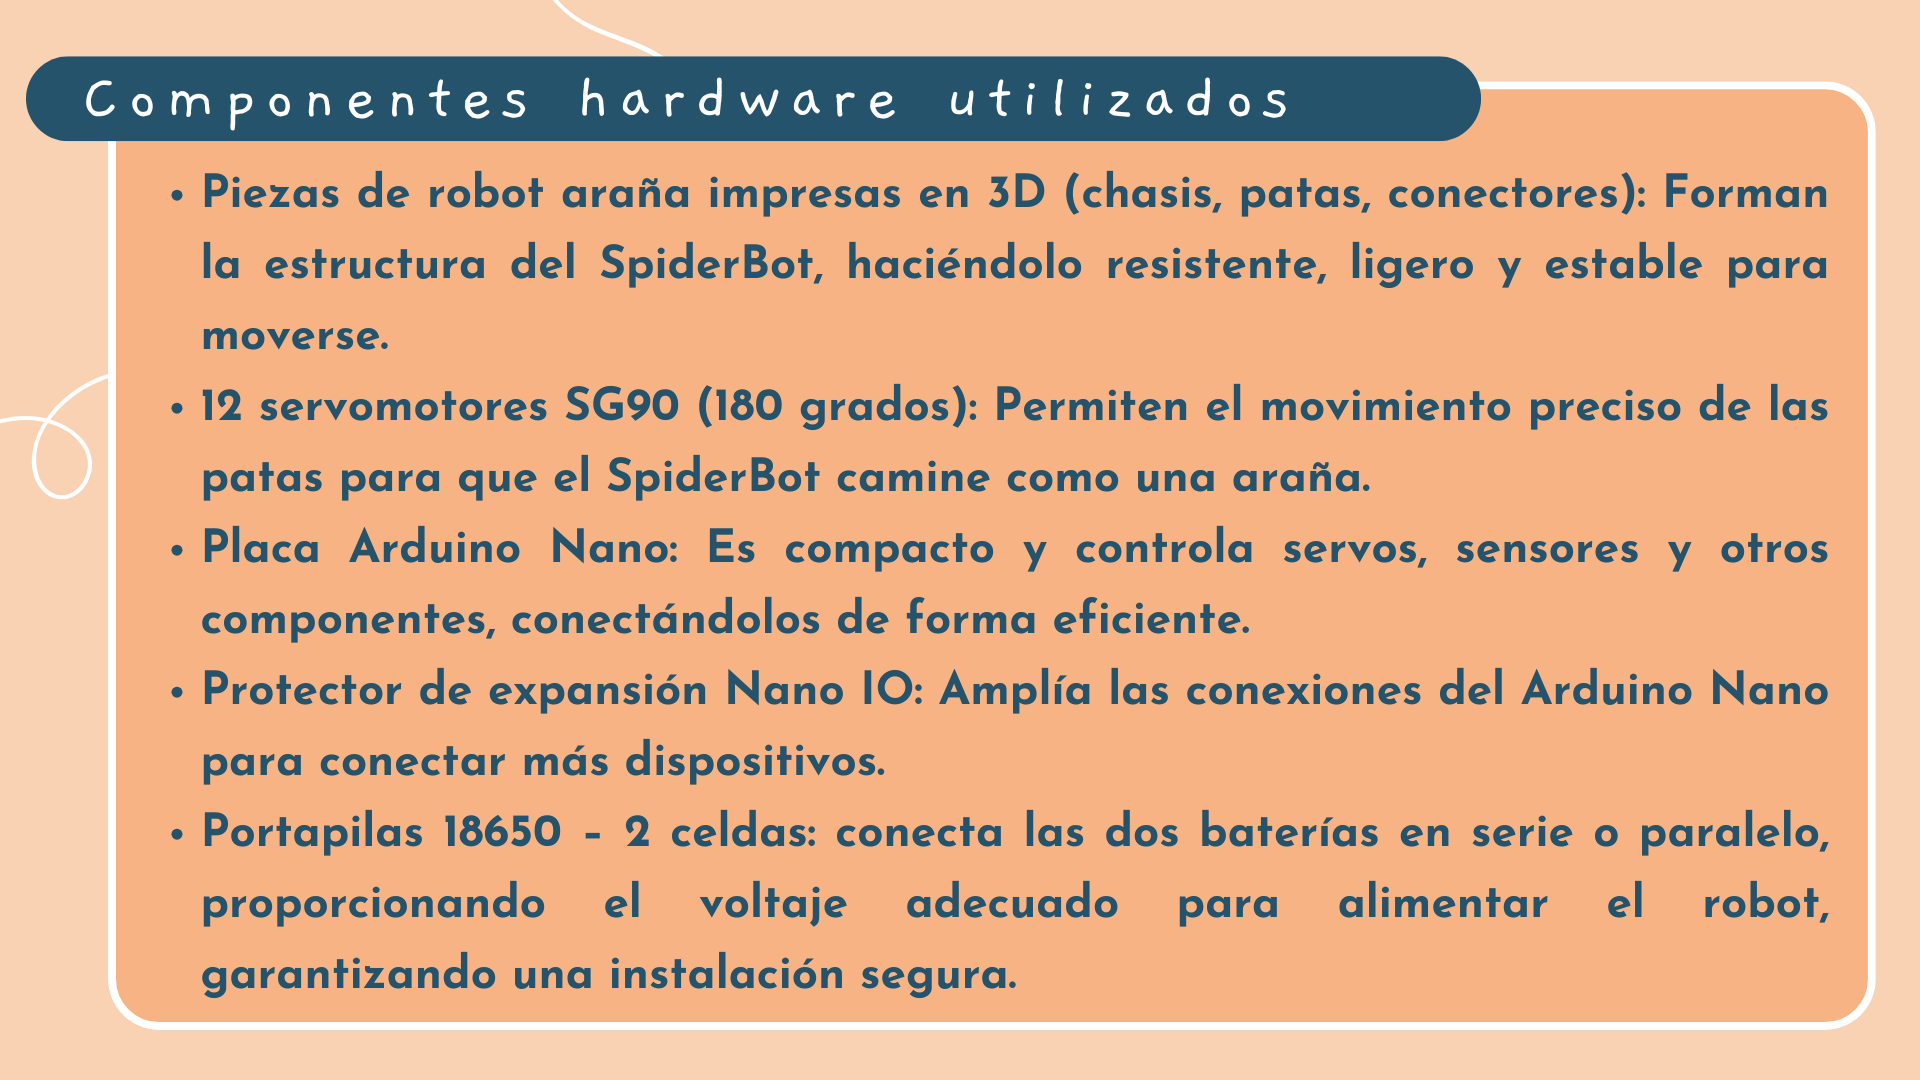 Componentes hardware utilizados
• Piezas de robot araña impresas en 3D (chasis, patas, conectores): Forman
la estructura del SpiderBot, haciéndolo resistente, ligero y estable para
moverse.
• 12 servomotores SG90 (180 grados): Permiten el movimiento preciso de las
patas para que el SpiderBot camine como una araña.
• Placa Arduino Nano: Es compacto y controla servos, sensores y otros
componentes, conectándolos de forma eficiente.
• Protector de expansión Nano IO: Amplía las conexiones del Arduino Nano
para conectar más dispositivos.
• Portapilas 18650 – 2 celdas: conecta las dos baterías en serie o paralelo,
proporcionando el voltaje adecuado para alimentar el robot,
garantizando una instalación segura.